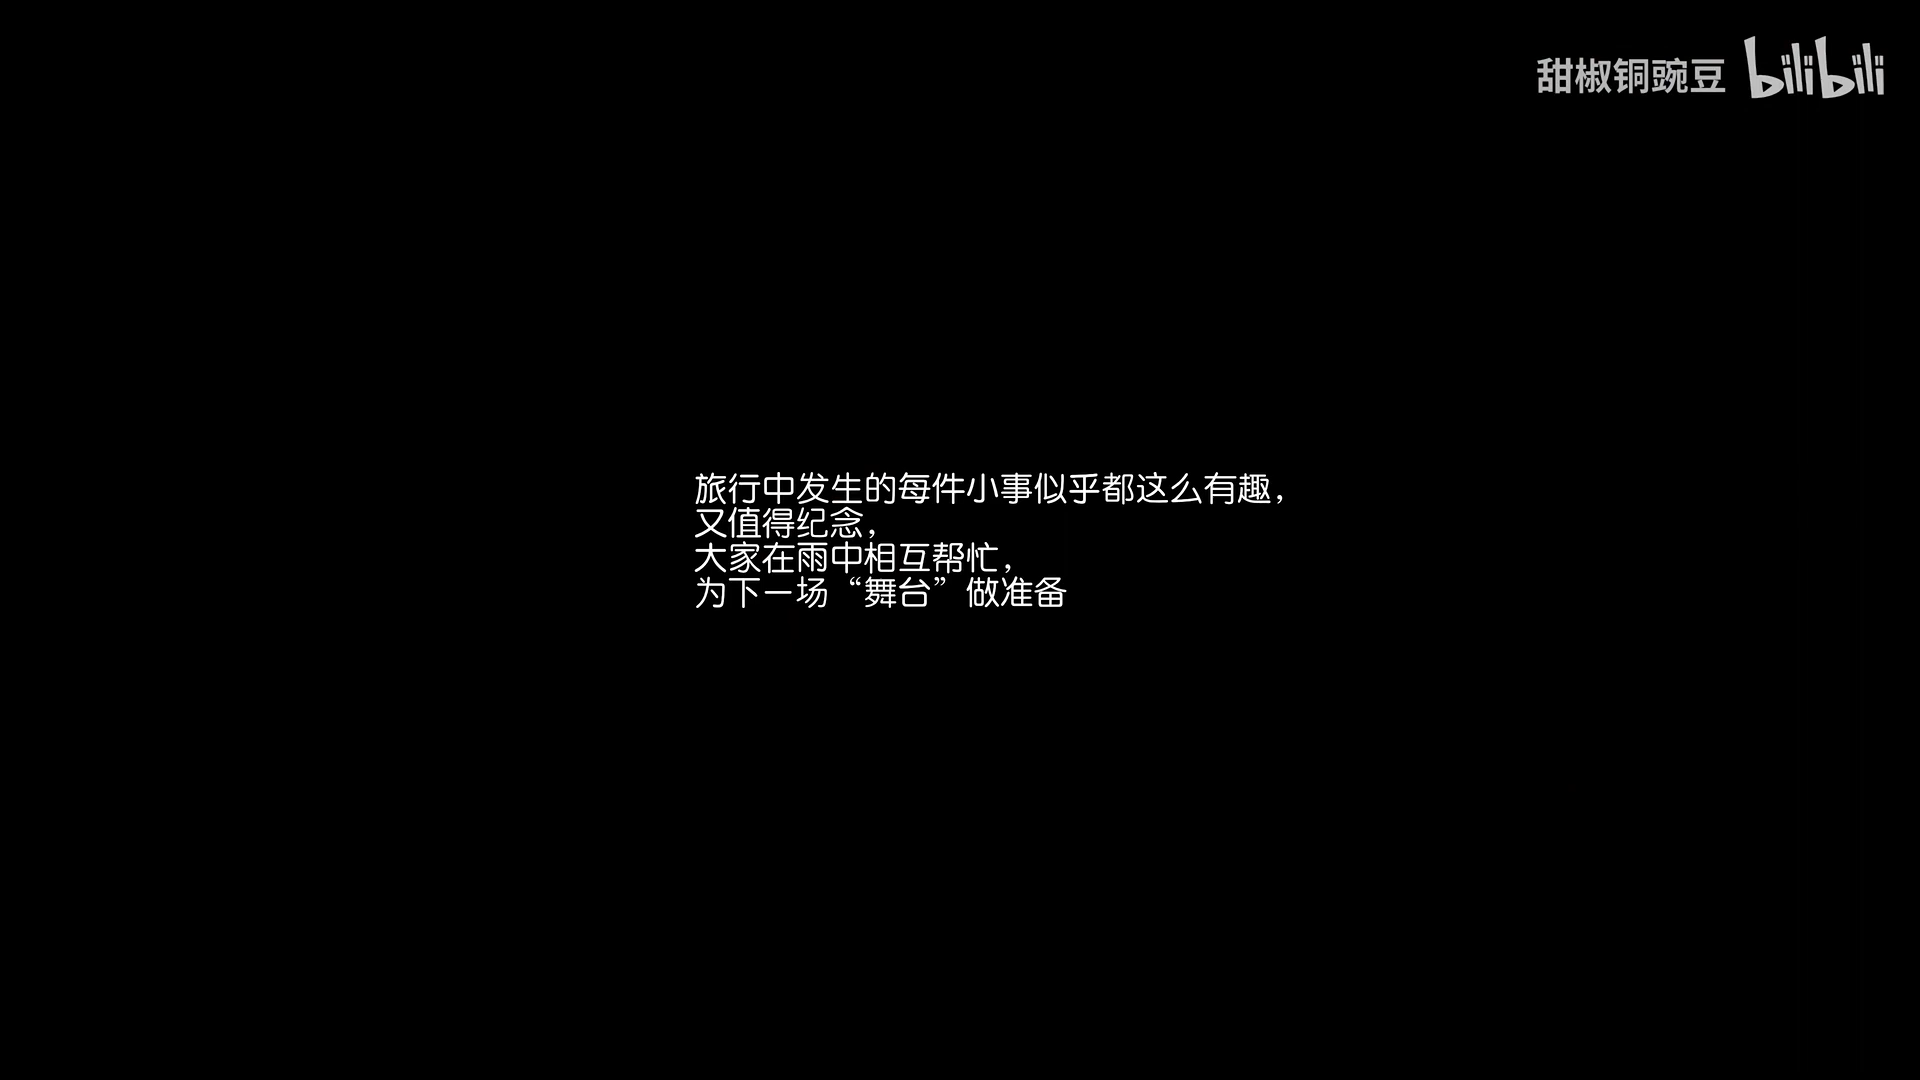 甜椒铜豌豆 bilibili
旅行中发生的每件小事似乎都这么有趣，
又值得纪念，
大家在雨中相互帮忙，
为下一场“舞台”做准备